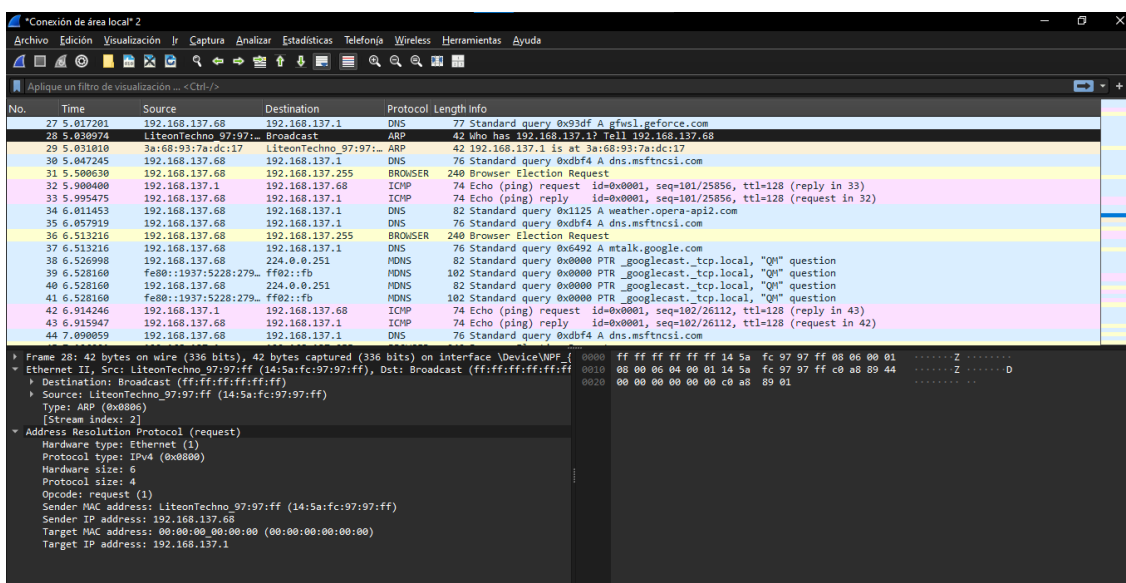 *Conexión de área local* 2
Archivo Edición Visualización Ir Captura Analizar Estadísticas Telefonía Wireless Herramientas Ayuda
Aplique un filtro de visualización ... <Ctrl-/>
No. Time Source Destination Protocol Length Info
27 5.017201 192.168.137.68 192.168.137.1 DNS 77 Standard query 0x93df A gfwsl.geforce.com
28 5.030974 LiteonTechno_97:97:… Broadcast ARP 42 Who has 192.168.137.1? Tell 192.168.137.68
29 5.031010 3a:68:93:7a:dc:17 LiteonTechno_97:97:… ARP 42 192.168.137.1 is at 3a:68:93:7a:dc:17
30 5.047245 192.168.137.68 192.168.137.1 DNS 76 Standard query 0xdbf4 A dns.msftncsi.com
31 5.500630 192.168.137.68 192.168.137.255 BROWSER 240 Browser Election Request
32 5.900400 192.168.137.1 192.168.137.68 ICMP 74 Echo (ping) request id=0x0001, seq=101/25856, ttl=128 (reply in 33)
33 5.995475 192.168.137.68 192.168.137.1 ICMP 74 Echo (ping) reply id=0x0001, seq=101/25856, ttl=128 (request in 32)
34 6.011453 192.168.137.68 192.168.137.1 DNS 82 Standard query 0x1125 A weather.opera-api2.com
35 6.057919 192.168.137.68 192.168.137.1 DNS 76 Standard query 0xdbf4 A dns.msftncsi.com
36 6.513216 192.168.137.68 192.168.137.255 BROWSER 240 Browser Election Request
37 6.513216 192.168.137.68 192.168.137.1 DNS 76 Standard query 0x6492 A mtalk.google.com
38 6.526998 192.168.137.68 224.0.0.251 MDNS 82 Standard query 0x0000 PTR _googlecast._tcp.local, "QM" question
39 6.528160 fe80::1937:5228:279… ff02::fb MDNS 102 Standard query 0x0000 PTR _googlecast._tcp.local, "QM" question
40 6.528160 192.168.137.68 224.0.0.251 MDNS 82 Standard query 0x0000 PTR _googlecast._tcp.local, "QM" question
41 6.528160 fe80::1937:5228:279… ff02::fb MDNS 102 Standard query 0x0000 PTR _googlecast._tcp.local, "QM" question
42 6.914246 192.168.137.1 192.168.137.68 ICMP 74 Echo (ping) request id=0x0001, seq=102/26112, ttl=128 (reply in 43)
43 6.915947 192.168.137.68 192.168.137.1 ICMP 74 Echo (ping) reply id=0x0001, seq=102/26112, ttl=128 (request in 42)
44 7.090059 192.168.137.68 192.168.137.1 DNS 76 Standard query 0xdbf4 A dns.msftncsi.com
Frame 28: 42 bytes on wire (336 bits), 42 bytes captured (336 bits) on interface \Device\NPF_{
Ethernet II, Src: LiteonTechno_97:97:ff (14:5a:fc:97:97:ff), Dst: Broadcast (ff:ff:ff:ff:ff:ff
Destination: Broadcast (ff:ff:ff:ff:ff:ff)
Source: LiteonTechno_97:97:ff (14:5a:fc:97:97:ff)
Type: ARP (0x0806)
[Stream index: 2]
Address Resolution Protocol (request)
Hardware type: Ethernet (1)
Protocol type: IPv4 (0x0800)
Hardware size: 6
Protocol size: 4
Opcode: request (1)
Sender MAC address: LiteonTechno_97:97:ff (14:5a:fc:97:97:ff)
Sender IP address: 192.168.137.68
Target MAC address: 00:00:00_00:00:00 (00:00:00:00:00:00)
Target IP address: 192.168.137.1
0000 ff ff ff ff ff ff 14 5a fc 97 97 ff 08 06 00 01 ·······Z ········
0010 08 00 06 04 00 01 14 5a fc 97 97 ff c0 a8 89 44 ·······Z ·······D
0020 00 00 00 00 00 00 c0 a8 89 01 ········ ··